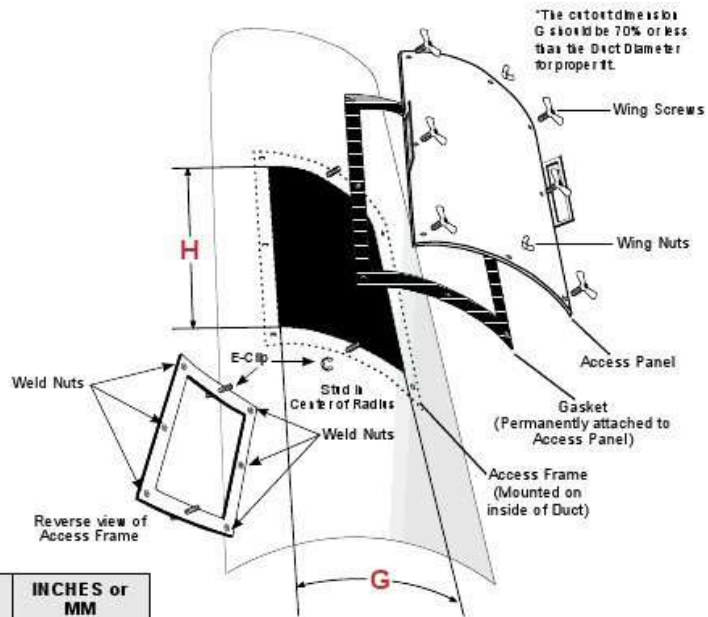 *The cutout dimension
G should be 70% or less
than the Duct Diameter
for proper fit.
Wing Screws
H
Wing Nuts
E-Clip
Access Panel
Weld Nuts
Stud in
Center of Radius
Gasket
(Permanently attached to
Access Panel)
Weld Nuts
Access Frame
(Mounted on
inside of Duct)
Reverse view of
Access Frame
G
INCHES or
MM